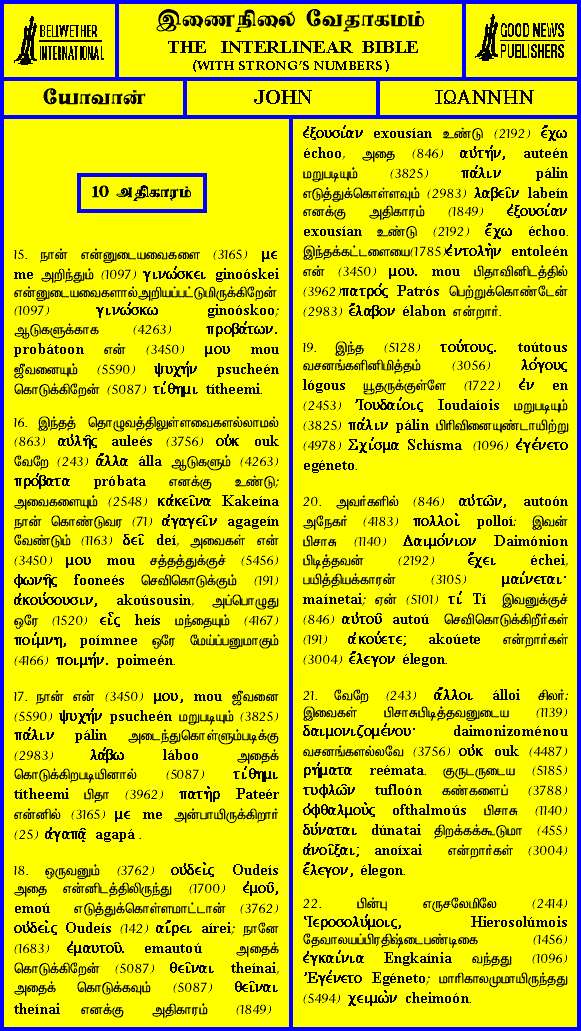 BELLWETHER
INTERNATIONAL
இணைநிலை வேதாகமம்
THE INTERLINEAR BIBLE
(WITH STRONG'S NUMBERS)
GOOD NEWS
PUBLISHERS
யோவான்
JOHN
ΙΩΑΝΝΗΝ
10 அதிகாரம்
15. நான் என்னுடையவைகளை (3165) με
me அறிந்தும் (1097) γινώσκει ginoóskei
என்னுடையவைகளால்அறியப்பட்டுமிருக்கிறேன்
(1097) γινώσκω ginoóskoo;
ஆடுகளுக்காக (4263) προβάτων.
probátoon என் (3450) μου mou
ஜீவனையும் (5590) ψυχήν psucheén
கொடுக்கிறேன் (5087) τίθημι títheemi.
16. இந்தத் தொழுவத்திலுள்ளவைகளல்லாமல்
(863) αὐλῆς auleés (3756) οὐκ ouk
வேறே (243) ἄλλα álla ஆடுகளும் (4263)
πρόβατα próbata எனக்கு உண்டு;
அவைகளையும் (2548) κἀκεῖνα Kakeína
நான் கொண்டுவர (71) ἀγαγεῖν agageín
வேண்டும் (1163) δεῖ deí, அவைகள் என்
(3450) μου mou சத்தத்துக்குச் (5456)
φωνῆς fooneés செவிகொடுக்கும் (191)
ἀκούσουσιν, akoúsousin, அப்பொழுது
ஒரே (1520) εἷς heís மந்தையும் (4167)
ποίμνη, poímnee ஒரே மேய்ப்பனுமாகும்
(4166) ποιμήν. poimeén.
17. நான் என் (3450) μου, mou ஜீவனை
(5590) ψυχήν psucheén மறுபடியும் (3825)
πάλιν pálin அடைந்துகொள்ளும்படிக்கு
(2983) λάβω láboo அதைக்
கொடுக்கிறபடியினால் (5087) τίθημι
títheemi பிதா (3962) πατὴρ Pateér
என்னில் (3165) με me அன்பாயிருக்கிறார்
(25) ἀγαπᾷ agapá .
18. ஒருவனும் (3762) οὐδεὶς Oudeís
அதை என்னிடத்திலிருந்து (1700) ἐμοῦ,
emoú எடுத்துக்கொள்ளமாட்டான் (3762)
οὐδεὶς Oudeís (142) αἴρει aírei; நானே
(1683) ἐμαυτοῦ. emautoú அதைக்
கொடுக்கிறேன் (5087) θεῖναι theínai,
அதைக் கொடுக்கவும் (5087) θεῖναι
theínai எனக்கு அதிகாரம் (1849)
ἐξουσίαν exousían உண்டு (2192) ἔχω
échoo, அதை (846) αὐτήν, auteén
மறுபடியும் (3825) πάλιν pálin
எடுத்துக்கொள்ளவும் (2983) λαβεῖν labeín
எனக்கு அதிகாரம் (1849) ἐξουσίαν
exousían உண்டு (2192) ἔχω échoo.
இந்தக்கட்டளையை(1785)ἐντολὴν entoleén
என் (3450) μου. mou பிதாவினிடத்தில்
(3962)πατρός Patrós பெற்றுக்கொண்டேன்
(2983) ἔλαβον élabon என்றார்.
19. இந்த (5128) τούτους. toútous
வசனங்களினிமித்தம் (3056) λόγους
lógous யூதருக்குள்ளே (1722) ἐν en
(2453) Ἰουδαίοις Ioudaíois மறுபடியும்
(3825) πάλιν pálin பிரிவினையுண்டாயிற்று
(4978) Σχίσμα Schísma (1096) ἐγένετο
egéneto.
20. அவர்களில் (846) αὐτῶν, autoón
அநேகர் (4183) πολλοὶ polloí; இவன்
பிசாசு (1140) Δαιμόνιον Daimónion
பிடித்தவன் (2192) ἔχει échei,
பயித்தியக்காரன் (3105) μαίνεται·
maínetai; ஏன் (5101) τί Tí இவனுக்குச்
(846) αὐτοῦ autoú செவிகொடுக்கிறீர்கள்
(191) ἀκούετε; akoúete என்றார்கள்
(3004) ἔλεγον élegon.
21. வேறே (243) ἄλλοι álloi சிலர்;
இவைகள் பிசாசுபிடித்தவனுடைய (1139)
δαιμονιζομένου· daimonizoménou
வசனங்களல்லவே (3756) οὐκ ouk (4487)
ῥήματα reémata. குருடருடைய (5185)
τυφλῶν tufloón கண்களைப் (3788)
ὀφθαλμοὺς ofthalmoús பிசாசு (1140)
δύναται dúnatai திறக்கக்கூடுமா (455)
ἀνοῖξαι; anoíxai என்றார்கள் (3004)
ἔλεγον, élegon.
22. பின்பு எருசலேமிலே (2414)
Ἱεροσολύμοις, Hierosolúmois
தேவாலயப்பிரதிஷ்டைபண்டிகை (1456)
ἐγκαίνια Engkaínia வந்தது (1096)
Ἐγένετο Egéneto; மாரிகாலமுமாயிருந்தது
(5494) χειμὼν cheimoón.